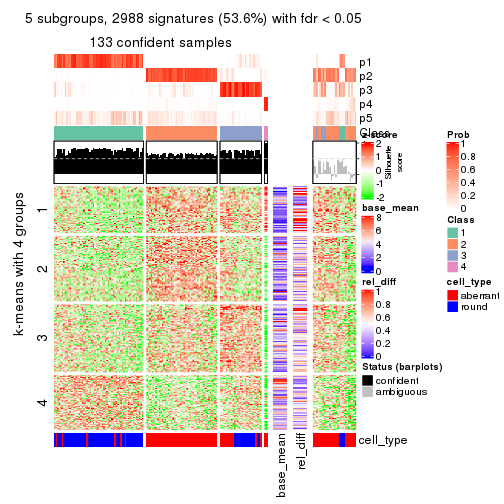 5 subgroups, 2988 signatures (53.6%) with fdr < 0.05
133 confident samples
p1
p2
p3
p4
p5
Class
Silhouette
score
k-means with 4 groups
1
2
3
4
cell_type
base_mean
rel_diff
z-score
2
1
0
-1
-2
base_mean
8
6
4
2
0
rel_diff
1
0.8
0.6
0.4
0.2
0
Status (barplots)
confident
ambiguous
Prob
1
0.8
0.6
0.4
0.2
0
Class
1
2
3
4
cell_type
aberrant
round